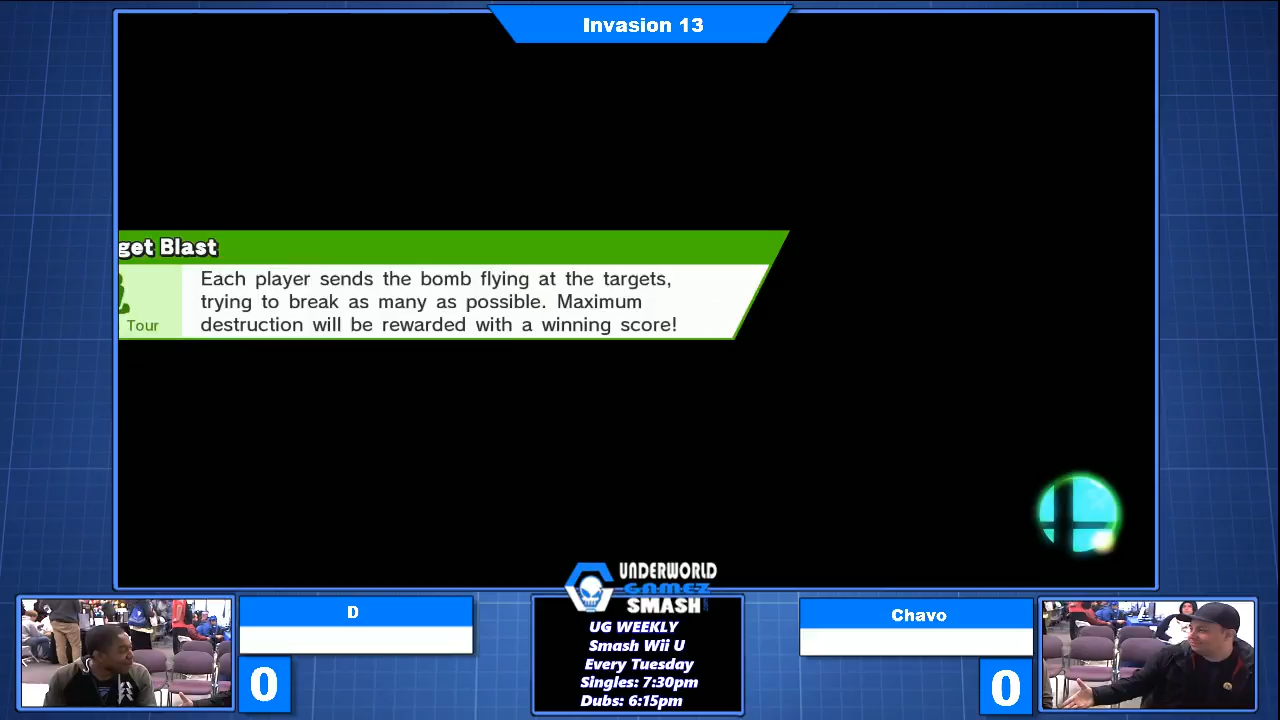 Invasion 13
get Blast
Each player sends the bomb flying at the targets,
trying to break as many as possible. Maximum
destruction will be rewarded with a winning score!
Tour
UNDERWORLD
GAMEZ
SMASH
D
0
UG WEEKLY
Smash Wii U
Every Tuesday
Singles: 7:30pm
Dubs: 6:15pm
Chavo
0